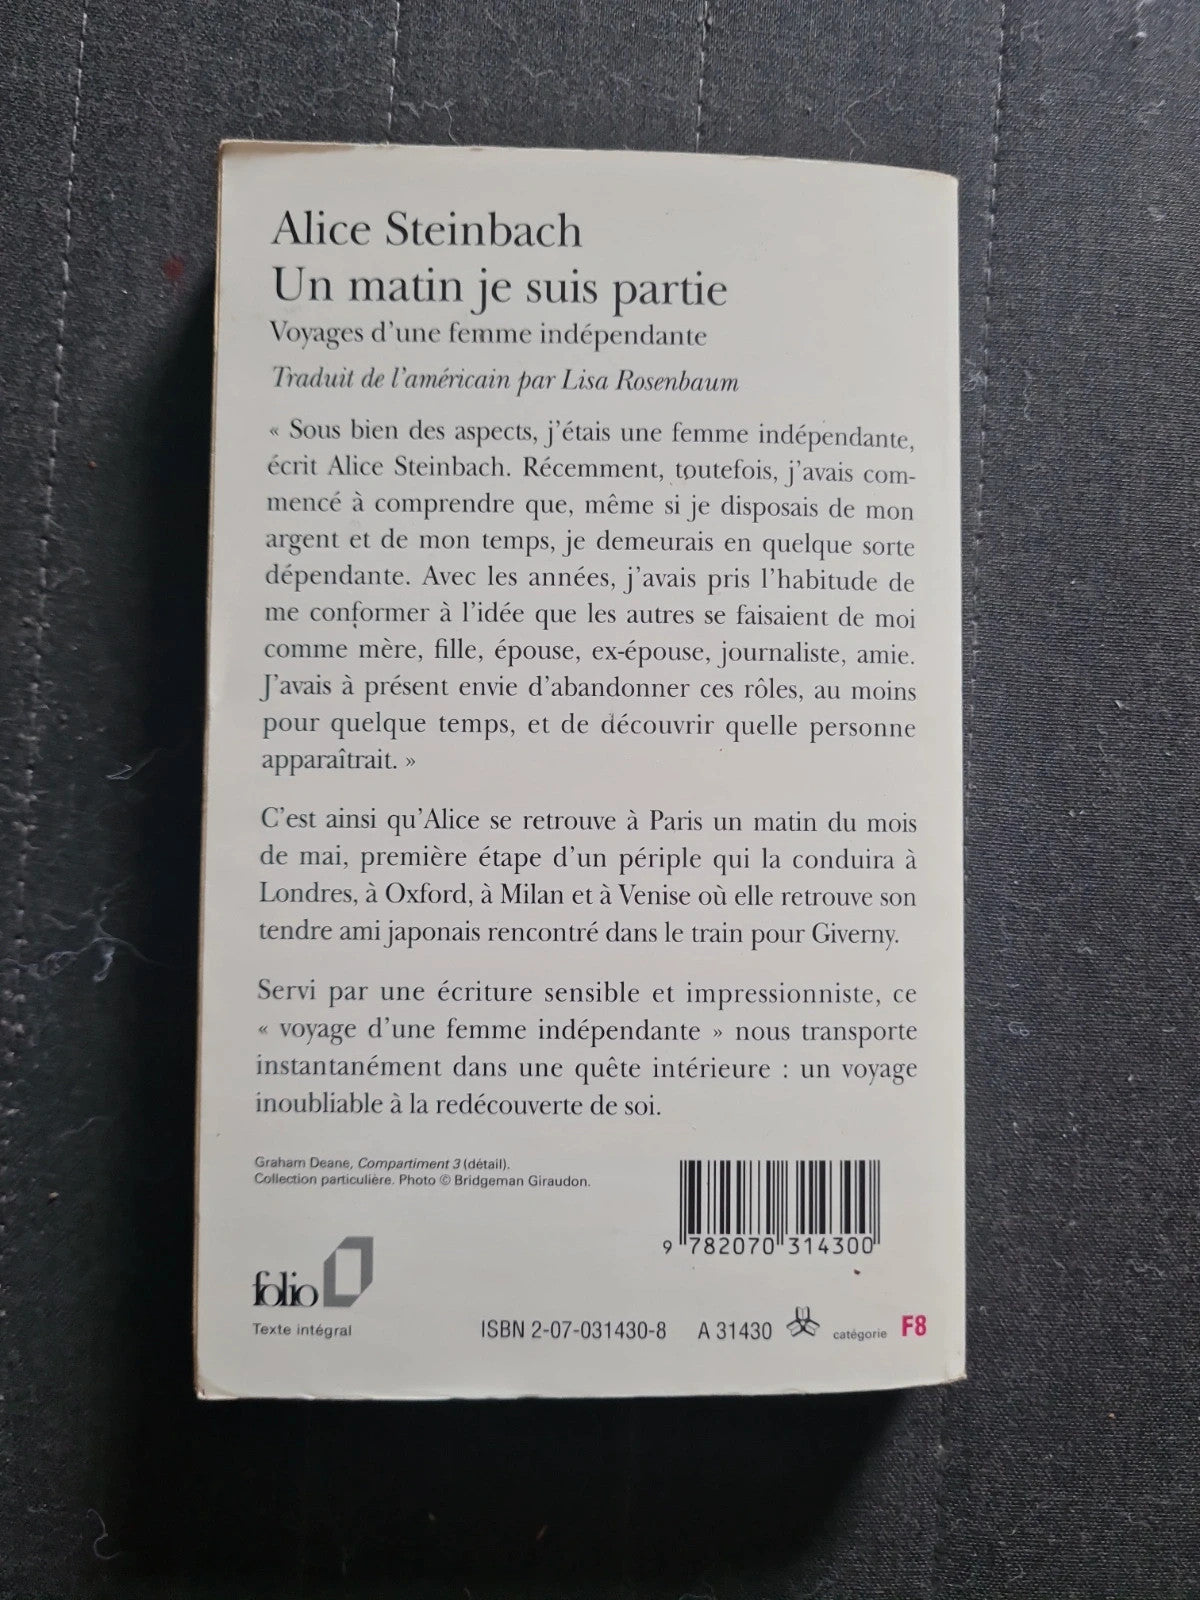 Alice Steinbach
Un matin je suis partie
Voyages d'une femme indépendante
Traduit de l'américain par Lisa Rosenbaum
« Sous bien des aspects, j'étais une femme indépendante,
écrit Alice Steinbach. Récemment, toutefois, j'avais com-
mencé à comprendre que, même si je disposais de mon
argent et de mon temps, je demeurais en quelque sorte
dépendante. Avec les années, j'avais pris l'habitude de
me conformer à l'idée que les autres se faisaient de moi
comme mère, fille, épouse, ex-épouse, journaliste, amie.
J'avais à présent envie d'abandonner ces rôles, au moins
pour quelque temps, et de découvrir quelle personne
apparaîtrait. »
C'est ainsi qu'Alice se retrouve à Paris un matin du mois
de mai, première étape d'un périple qui la conduira à
Londres, à Oxford, à Milan et à Venise où elle retrouve son
tendre ami japonais rencontré dans le train pour Giverny.
Servi par une écriture sensible et impressionniste, ce
« voyage d'une femme indépendante » nous transporte
instantanément dans une quête intérieure : un voyage
inoubliable à la redécouverte de soi.
Graham Deane, Compartiment 3 (détail).
Collection particulière. Photo © Bridgeman Giraudon.
9 782070 314300
folio
Texte intégral
ISBN 2-07-031430-8 A 31430 catégorie F8